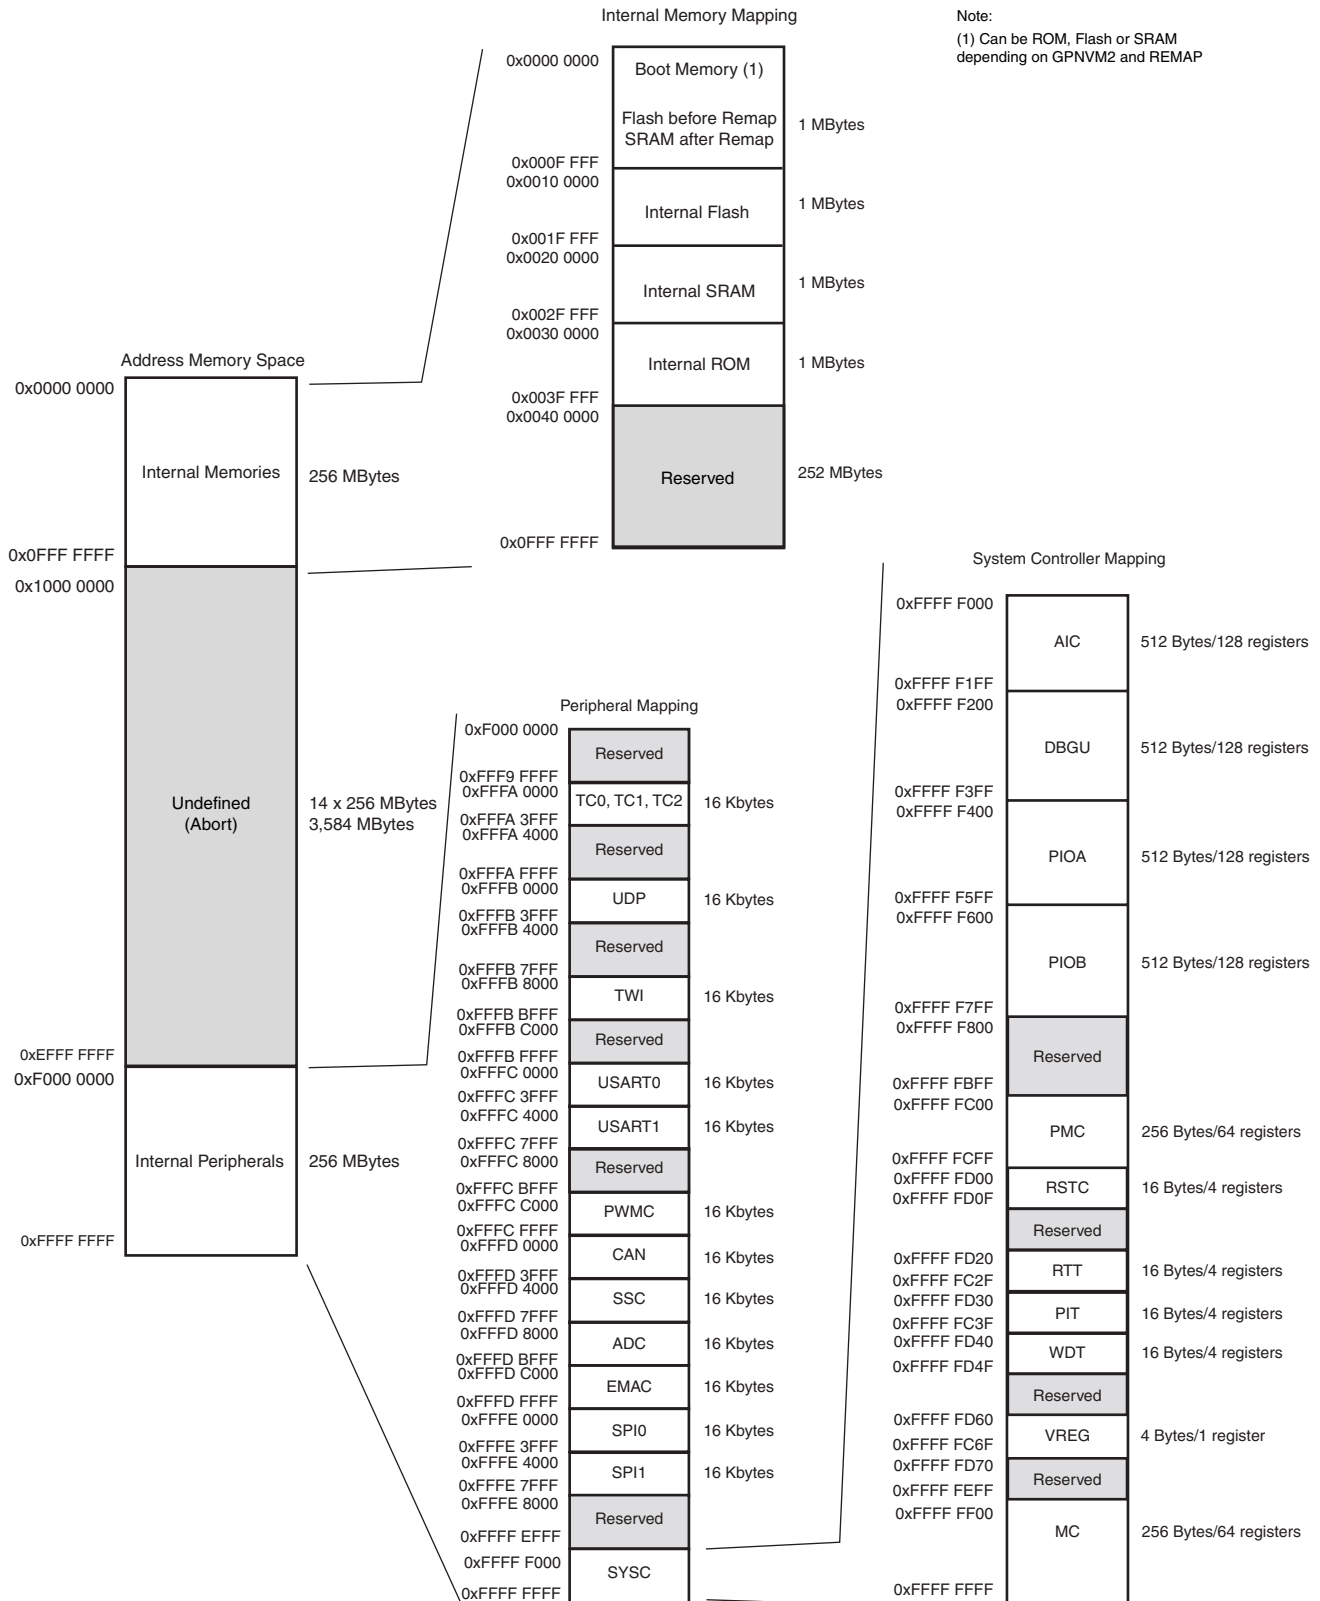 Internal Memory Mapping
Note:
(1) Can be ROM, Flash or SRAM
depending on GPNVM2 and REMAP
0x0000 0000
Boot Memory (1)
Flash before Remap
SRAM after Remap
1 MBytes
0x000F FFF
0x0010 0000
Internal Flash
1 MBytes
0x001F FFF
0x0020 0000
Internal SRAM
1 MBytes
0x002F FFF
0x0030 0000
Internal ROM
1 MBytes
0x003F FFF
0x0040 0000
Reserved
252 MBytes
0x0FFF FFFF
Address Memory Space
0x0000 0000
Internal Memories
256 MBytes
0x0FFF FFFF
0x1000 0000
Undefined
(Abort)
14 x 256 MBytes
3,584 MBytes
0xEFFF FFFF
0xF000 0000
Internal Peripherals
256 MBytes
0xFFFF FFFF
Peripheral Mapping
0xF000 0000
Reserved
0xFFF9 FFFF
0xFFFA 0000
TC0, TC1, TC2
16 Kbytes
0xFFFA 3FFF
0xFFFA 4000
Reserved
0xFFFA FFFF
0xFFFB 0000
UDP
16 Kbytes
0xFFFB 3FFF
0xFFFB 4000
Reserved
0xFFFB 7FFF
0xFFFB 8000
TWI
16 Kbytes
0xFFFB BFFF
0xFFFB C000
Reserved
0xFFFB FFFF
0xFFFC 0000
USART0
16 Kbytes
0xFFFC 3FFF
0xFFFC 4000
USART1
16 Kbytes
0xFFFC 7FFF
0xFFFC 8000
Reserved
0xFFFC BFFF
0xFFFC C000
PWMC
16 Kbytes
0xFFFC FFFF
0xFFFD 0000
CAN
16 Kbytes
0xFFFD 3FFF
0xFFFD 4000
SSC
16 Kbytes
0xFFFD 7FFF
0xFFFD 8000
ADC
16 Kbytes
0xFFFD BFFF
0xFFFD C000
EMAC
16 Kbytes
0xFFFD FFFF
0xFFFE 0000
SPI0
16 Kbytes
0xFFFE 3FFF
0xFFFE 4000
SPI1
16 Kbytes
0xFFFE 7FFF
0xFFFE 8000
Reserved
0xFFFF EFFF
0xFFFF F000
SYSC
0xFFFF FFFF
System Controller Mapping
0xFFFF F000
AIC
512 Bytes/128 registers
0xFFFF F1FF
0xFFFF F200
DBGU
512 Bytes/128 registers
0xFFFF F3FF
0xFFFF F400
PIOA
512 Bytes/128 registers
0xFFFF F5FF
0xFFFF F600
PIOB
512 Bytes/128 registers
0xFFFF F7FF
0xFFFF F800
Reserved
0xFFFF FBFF
0xFFFF FC00
PMC
256 Bytes/64 registers
0xFFFF FCFF
0xFFFF FD00
RSTC
16 Bytes/4 registers
0xFFFF FD0F
Reserved
0xFFFF FD20
RTT
16 Bytes/4 registers
0xFFFF FC2F
0xFFFF FD30
PIT
16 Bytes/4 registers
0xFFFF FC3F
0xFFFF FD40
WDT
16 Bytes/4 registers
0xFFFF FD4F
Reserved
0xFFFF FD60
VREG
4 Bytes/1 register
0xFFFF FC6F
0xFFFF FD70
Reserved
0xFFFF FEFF
0xFFFF FF00
MC
256 Bytes/64 registers
0xFFFF FFFF